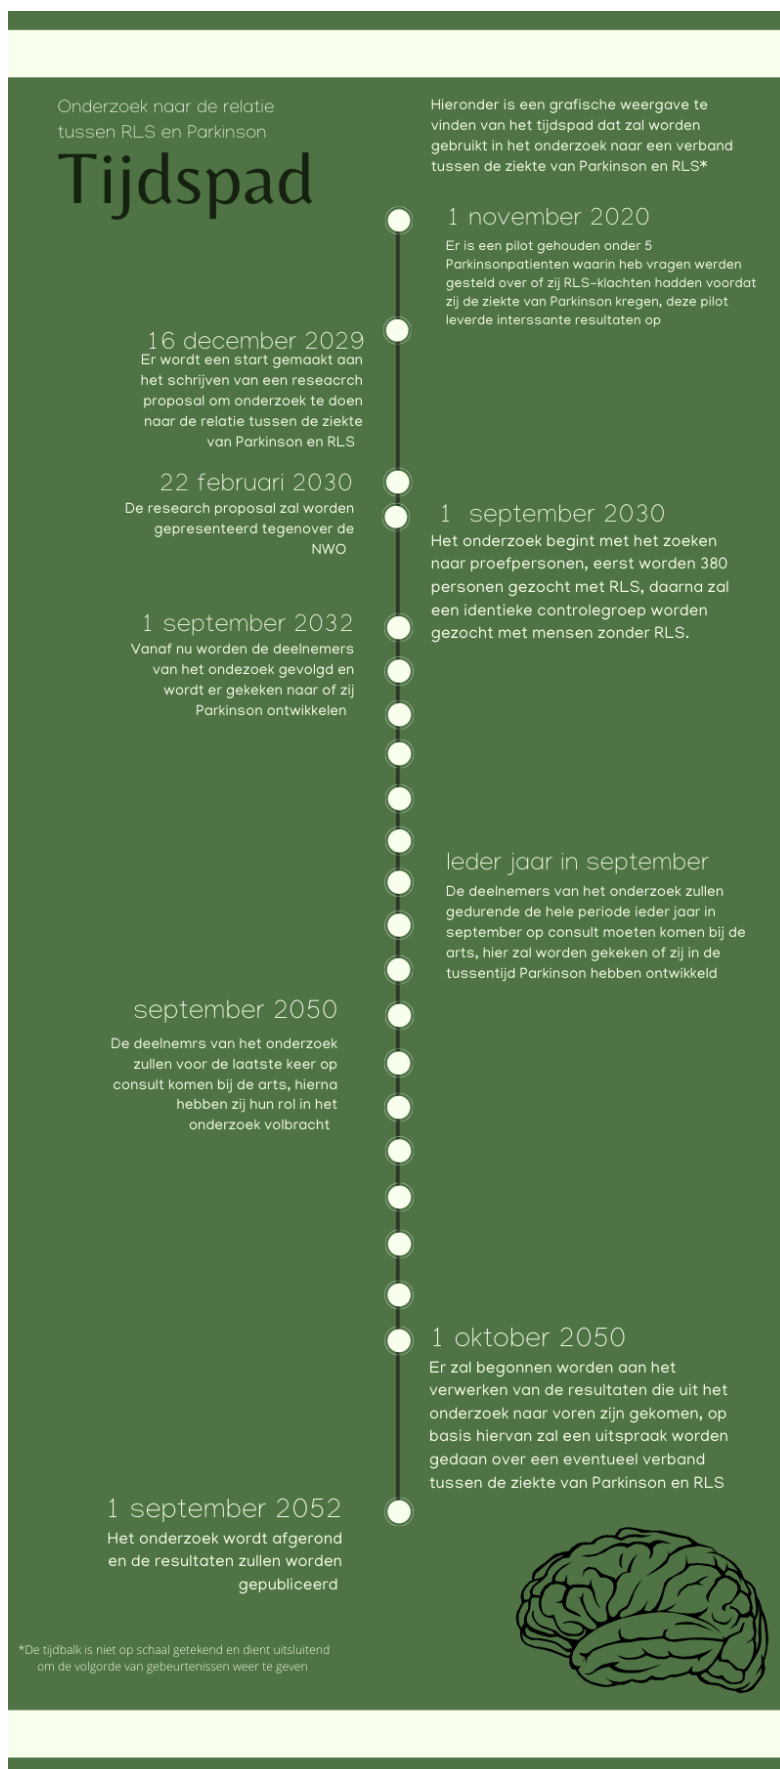 Onderzoek naar de relatie
tussen RLS en Parkinson
Tijdspad
Hieronder is een grafische weergave te
vinden van het tijdspad dat zal worden
gebruikt in het onderzoek naar een verband
tussen de ziekte van Parkinson en RLS*
1 november 2020
Er is een pilot gehouden onder 5
Parkinsonpatienten waarin heb vragen werden
gesteld over of zij RLS-klachten hadden voordat
zij de ziekte van Parkinson kregen, deze pilot
leverde interssante resultaten op
16 december 2029
Er wordt een start gemaakt aan
het schrijven van een reseacrch
proposal om onderzoek te doen
naar de relatie tussen de ziekte
van Parkinson en RLS
22 februari 2030
De research proposal zal worden
gepresenteerd tegenover de
NWO
1 september 2030
Het onderzoek begint met het zoeken
naar proefpersonen, eerst worden 380
personen gezocht met RLS, daarna zal
een identieke controlegroep worden
gezocht met mensen zonder RLS.
1 september 2032
Vanaf nu worden de deelnemers
van het ondezoek gevolgd en
wordt er gekeken naar of zij
Parkinson ontwikkelen
Ieder jaar in september
De deelnemers van het onderzoek zullen
gedurende de hele periode ieder jaar in
september op consult moeten komen bij de
arts, hier zal worden gekeken of zij in de
tussentijd Parkinson hebben ontwikkeld
september 2050
De deelnemrs van het onderzoek
zullen voor de laatste keer op
consult komen bij de arts, hierna
hebben zij hun rol in het
onderzoek volbracht
1 oktober 2050
Er zal begonnen worden aan het
verwerken van de resultaten die uit het
onderzoek naar voren zijn gekomen, op
basis hiervan zal een uitspraak worden
gedaan over een eventueel verband
tussen de ziekte van Parkinson en RLS
1 september 2052
Het onderzoek wordt afgerond
en de resultaten zullen worden
gepubliceerd
*De tijdbalk is niet op schaal getekend en dient uitsluitend
om de volgorde van gebeurtenissen weer te geven